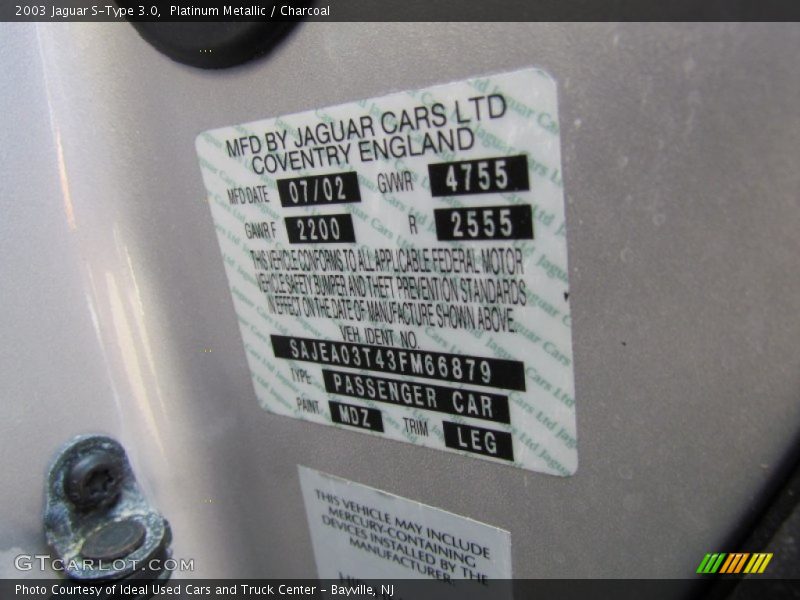 2003 Jaguar S-Type 3.0, Platinum Metallic / Charcoal
MFD BY JAGUAR CARS LTD
COVENTRY ENGLAND
MFD DATE 07/02 GVWR 4755
GAWR F 2200 R 2555
THIS VEHICLE CONFORMS TO ALL APPLICABLE FEDERAL MOTOR
VEHICLE SAFETY BUMPER AND THEFT PREVENTION STANDARDS
IN EFFECT ON THE DATE OF MANUFACTURE SHOWN ABOVE.
VEH. IDENT. NO.
SAJEA03T43FM66879
TYPE PASSENGER CAR
PAINT MDZ TRIM LEG
THIS VEHICLE MAY INCLUDE
MERCURY-CONTAINING
DEVICES INSTALLED BY THE
MANUFACTURER.
GTCarLot.com
Photo Courtesy of Ideal Used Cars and Truck Center - Bayville, NJ